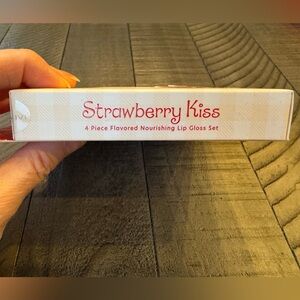 Strawberry Kiss
4 Piece Flavored Nourishing Lip Gloss Set